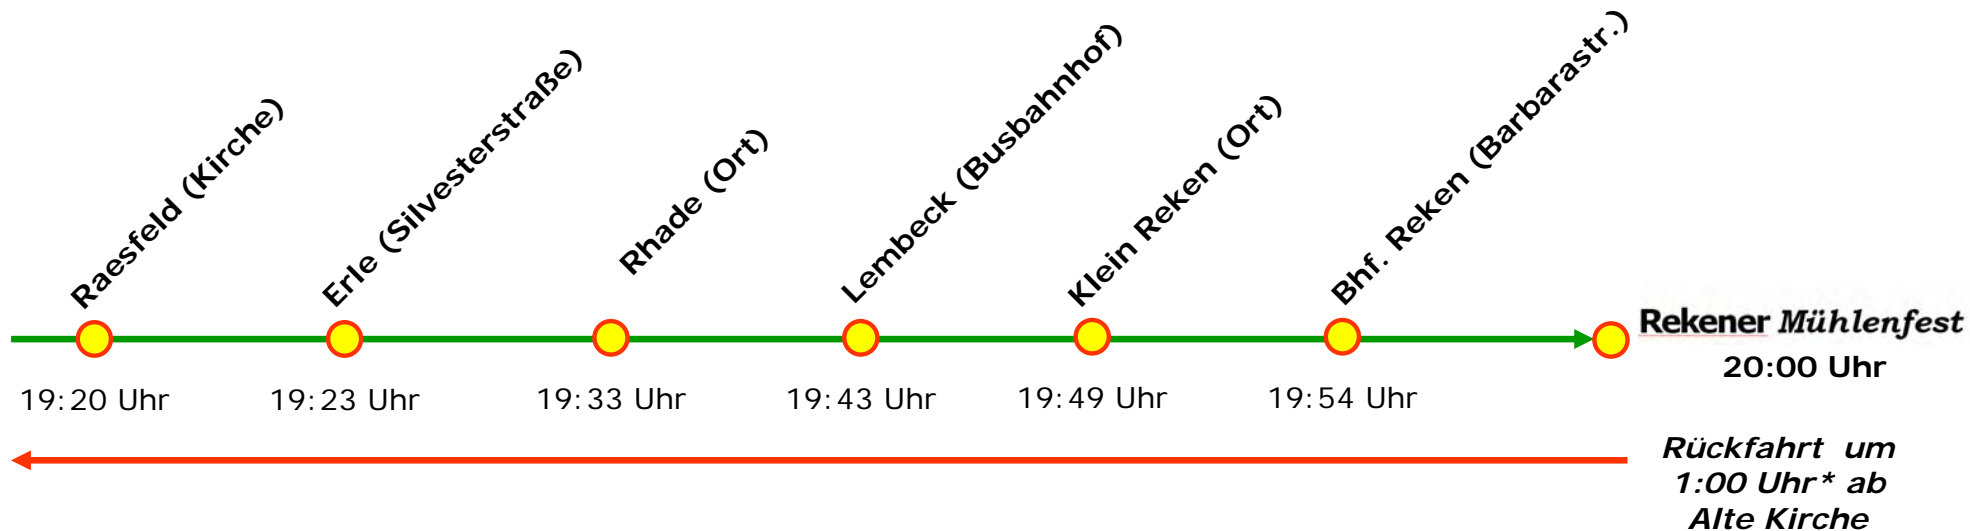 Raesfeld (Kirche)
Erle (Silvesterstraße)
Rhade (Ort)
Lembeck (Busbahnhof)
Klein Reken (Ort)
Bhf. Reken (Barbarastr.)
Rekener Mühlenfest
20:00 Uhr
19:20 Uhr
19:23 Uhr
19:33 Uhr
19:43 Uhr
19:49 Uhr
19:54 Uhr
Rückfahrt um
1:00 Uhr* ab
Alte Kirche